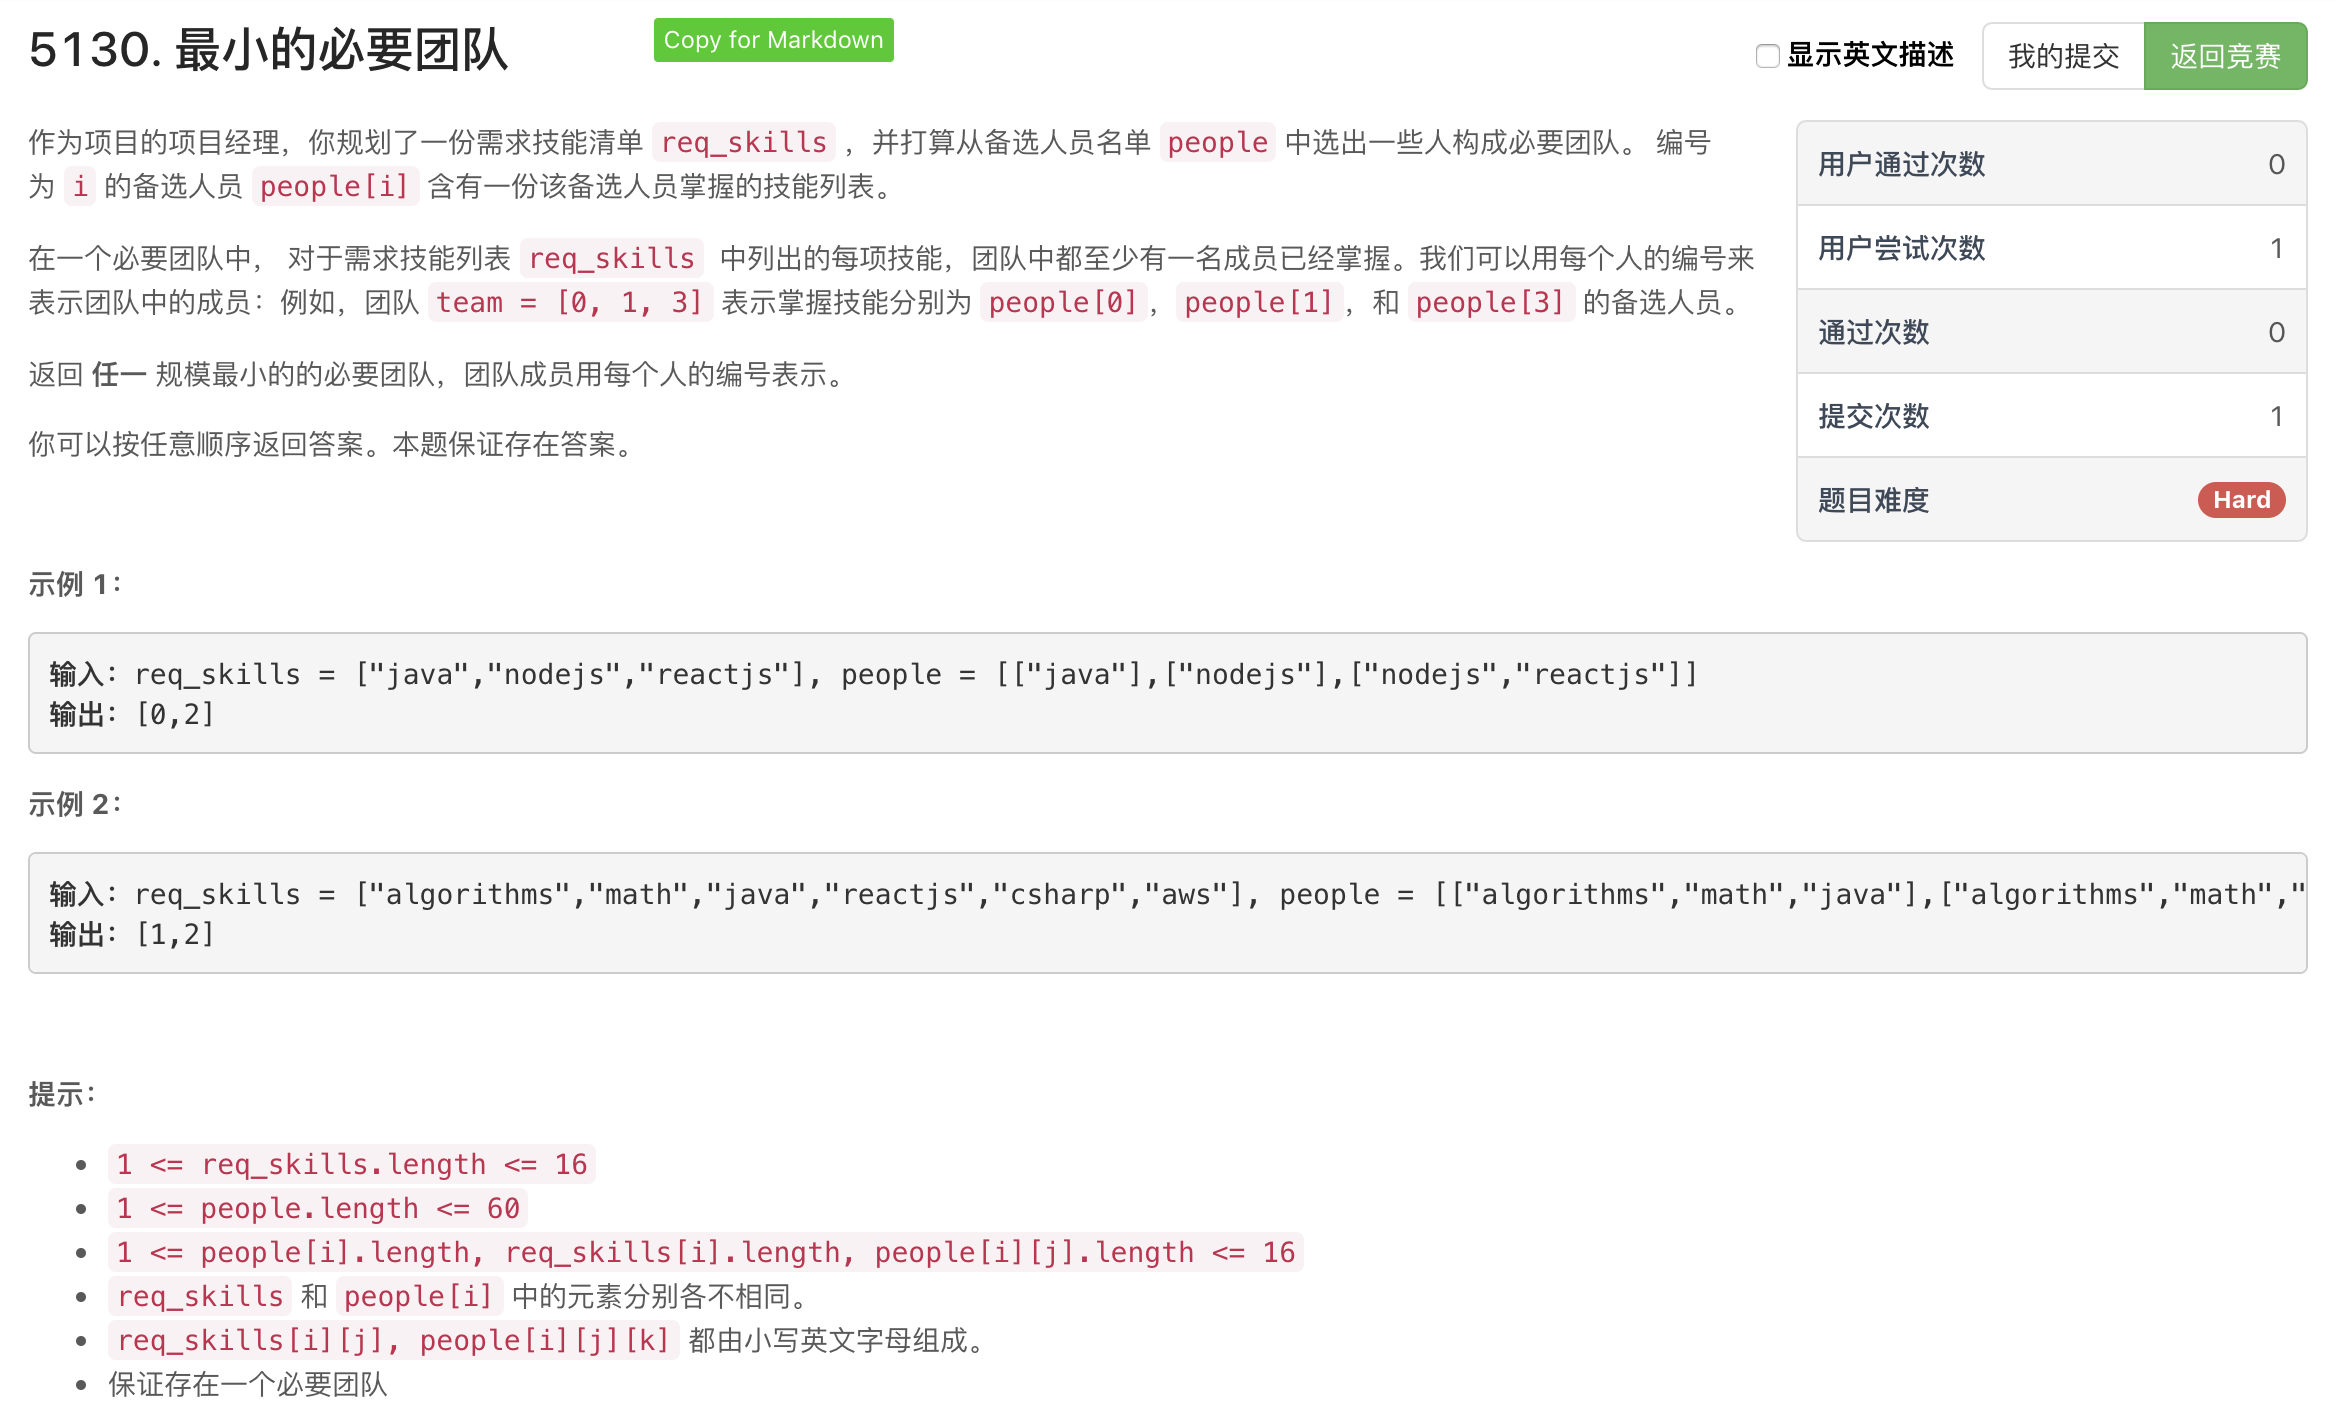 5130. 最小的必要团队
Copy for Markdown
显示英文描述
我的提交
返回竞赛
作为项目的项目经理，你规划了一份需求技能清单 req_skills ，并打算从备选人员名单 people 中选出一些人构成必要团队。 编号
为 i 的备选人员 people[i] 含有一份该备选人员掌握的技能列表。
在一个必要团队中， 对于需求技能列表 req_skills 中列出的每项技能，团队中都至少有一名成员已经掌握。我们可以用每个人的编号来
表示团队中的成员：例如，团队 team = [0, 1, 3] 表示掌握技能分别为 people[0]，people[1]，和 people[3] 的备选人员。
返回 任一 规模最小的的必要团队，团队成员用每个人的编号表示。
你可以按任意顺序返回答案。本题保证存在答案。
用户通过次数 0
用户尝试次数 1
通过次数 0
提交次数 1
题目难度 Hard
示例 1：
输入：req_skills = ["java","nodejs","reactjs"], people = [["java"],["nodejs"],["nodejs","reactjs"]]
输出：[0,2]
示例 2：
输入：req_skills = ["algorithms","math","java","reactjs","csharp","aws"], people = [["algorithms","math","java"],["algorithms","math","
输出：[1,2]
提示：
1 <= req_skills.length <= 16
1 <= people.length <= 60
1 <= people[i].length, req_skills[i].length, people[i][j].length <= 16
req_skills 和 people[i] 中的元素分别各不相同。
req_skills[i][j], people[i][j][k] 都由小写英文字母组成。
保证存在一个必要团队